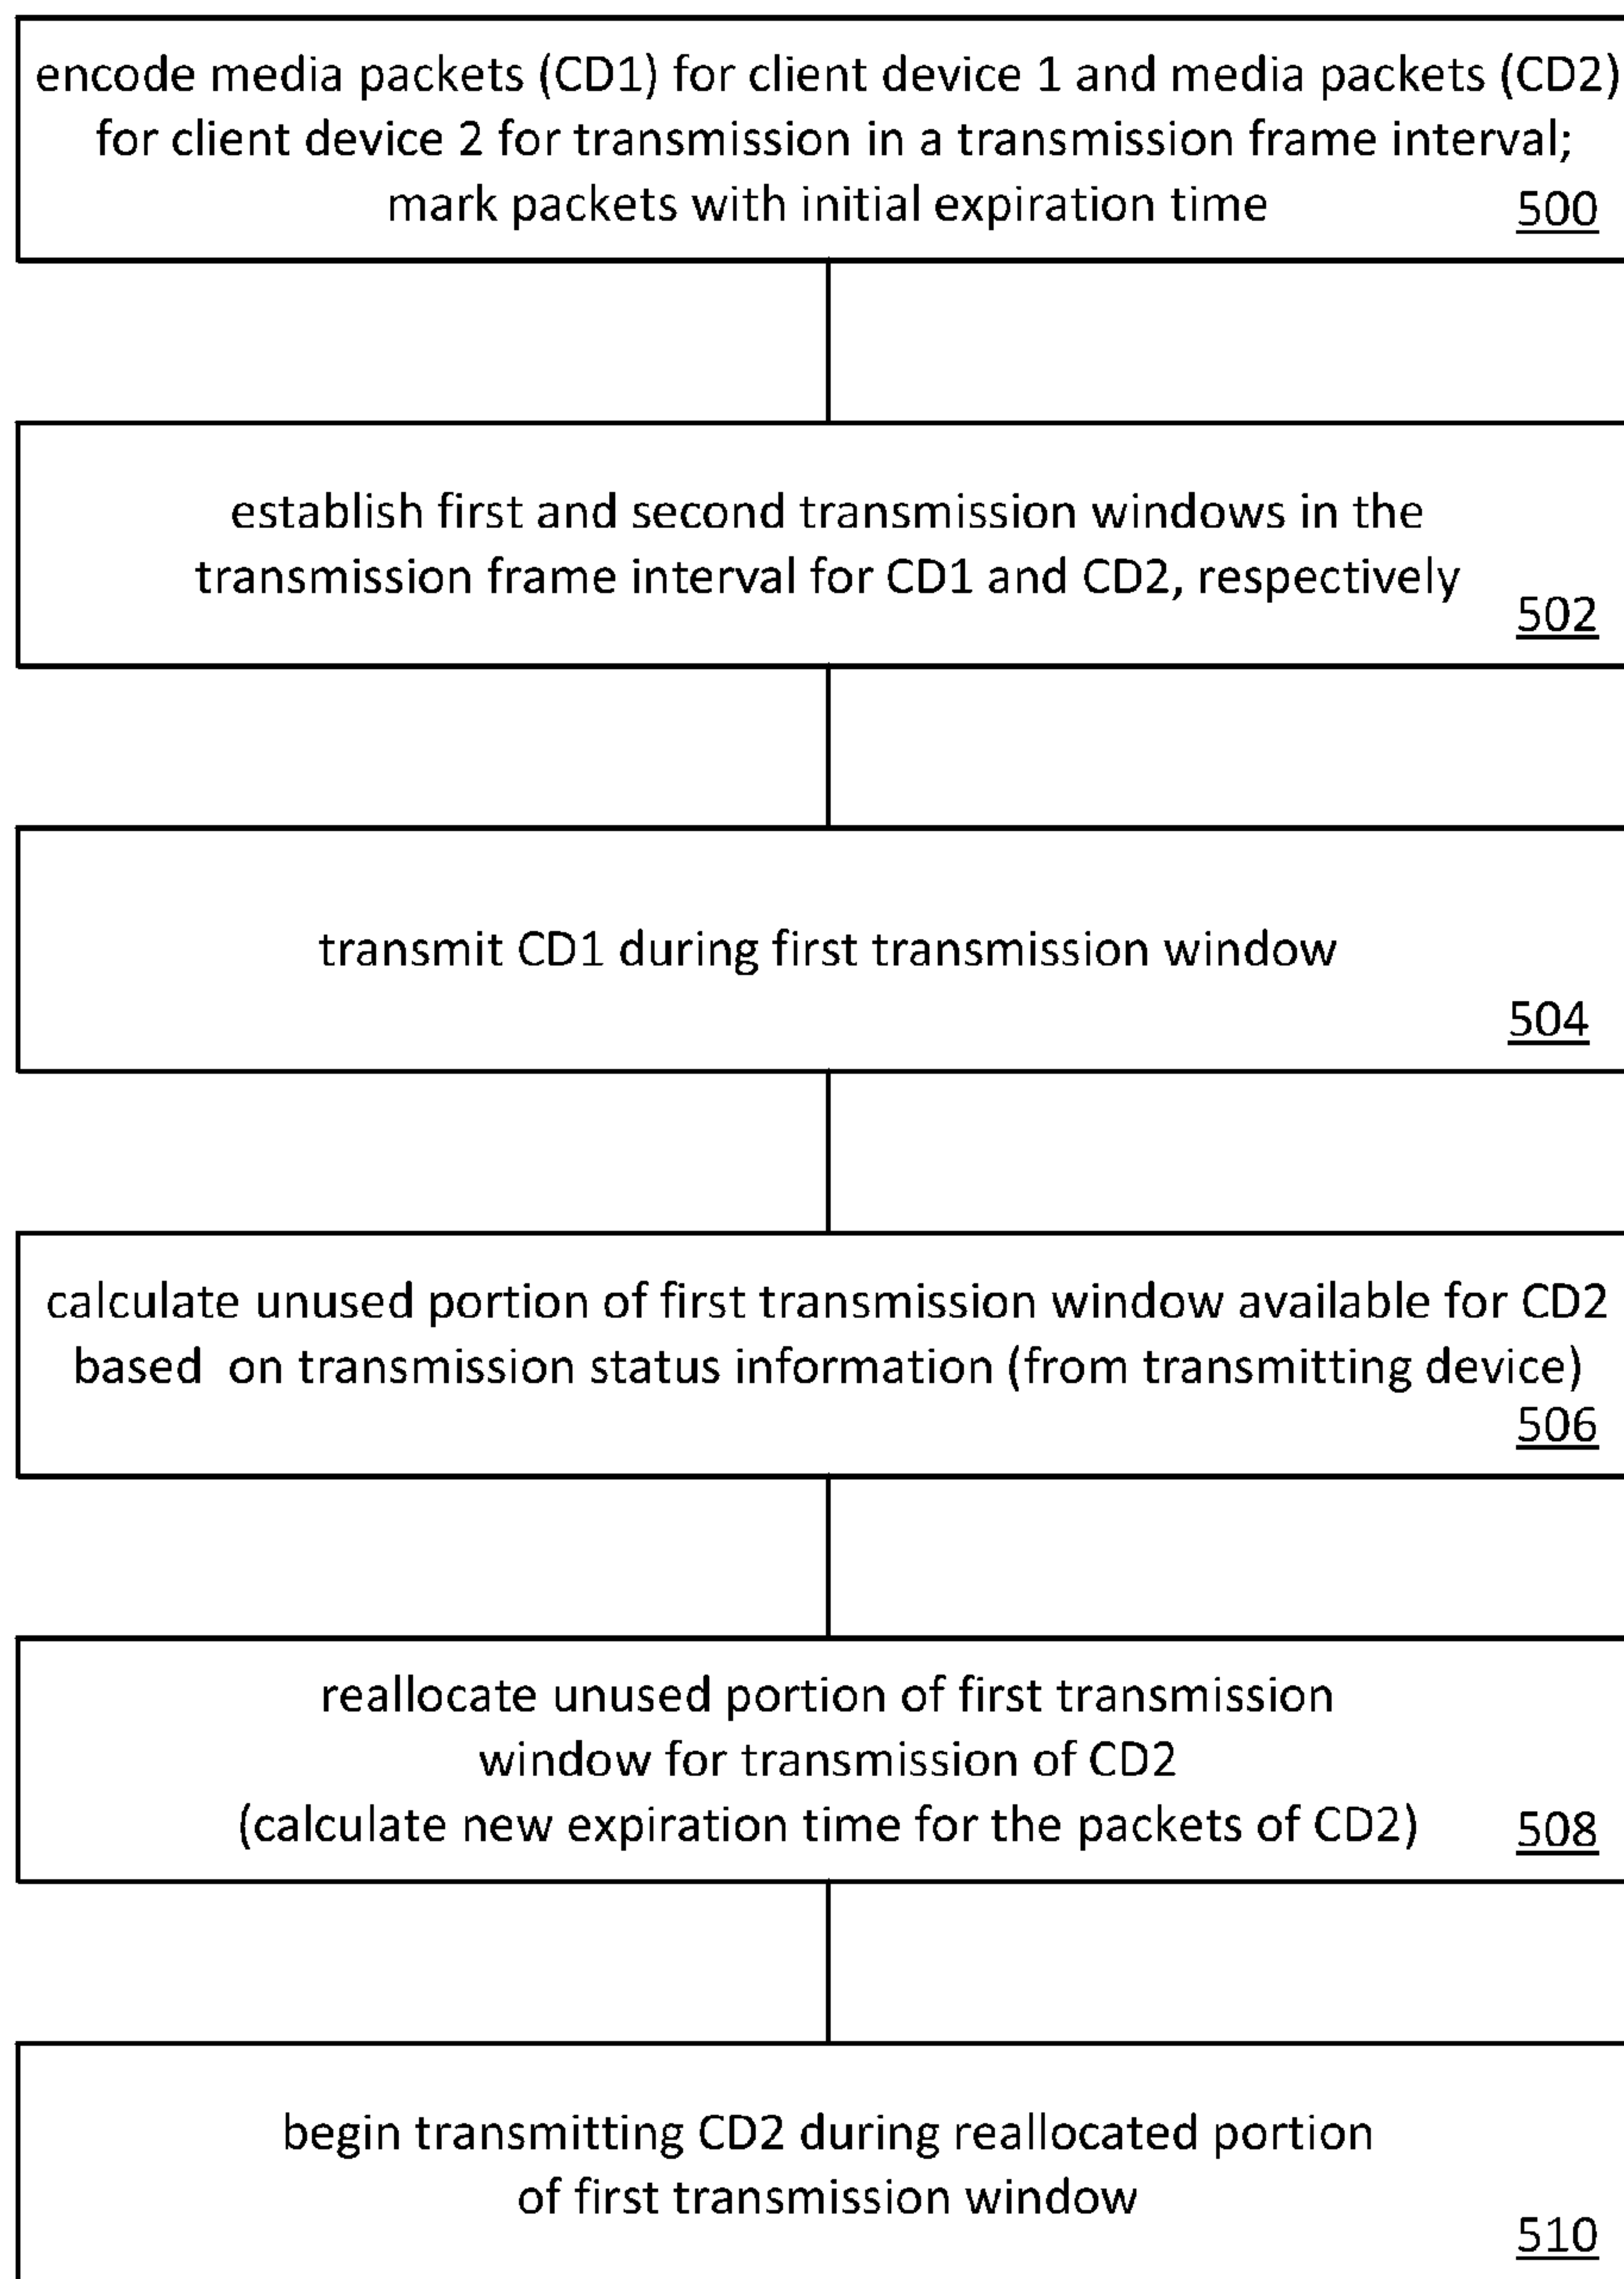 encode media packets (CD1) for client device 1 and media packets (CD2)
for client device 2 for transmission in a transmission frame interval;
mark packets with initial expiration time
500
establish first and second transmission windows in the
transmission frame interval for CD1 and CD2, respectively
502
transmit CD1 during first transmission window
504
calculate unused portion of first transmission window available for CD2
based on transmission status information (from transmitting device)
506
reallocate unused portion of first transmission
window for transmission of CD2
(calculate new expiration time for the packets of CD2)
508
begin transmitting CD2 during reallocated portion
of first transmission window
510